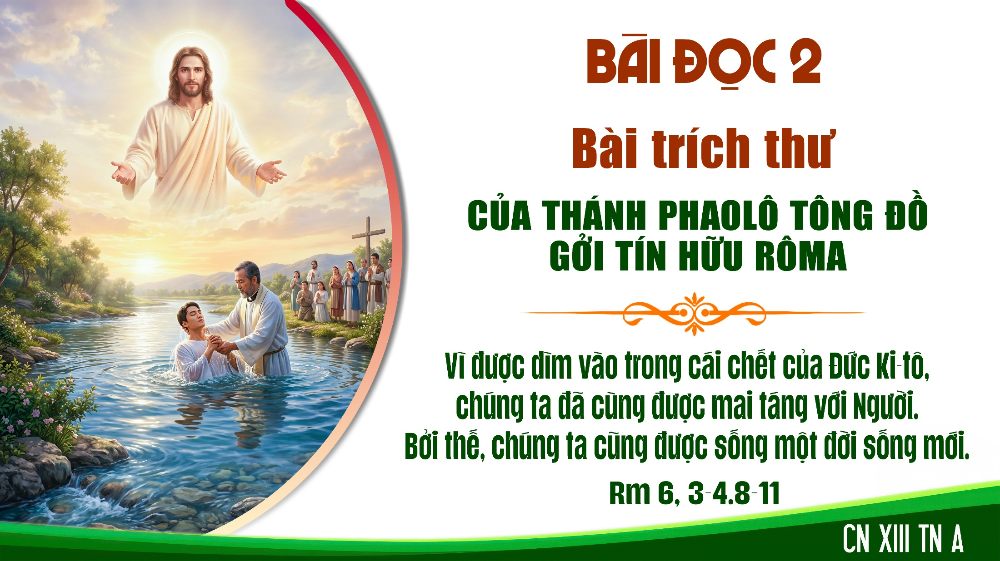 BÀI ĐỌC 2
Bài trích thư
CỦA THÁNH PHAOLÔ TÔNG ĐỒ
GỞI TÍN HỮU RÔMA
Vì được dìm vào trong cái chết của Đức Ki-tô,
chúng ta đã cùng được mai táng với Người.
Bởi thế, chúng ta cũng được sống một đời sống mới.
Rm 6, 3-4.8-11
CN XIII TN A